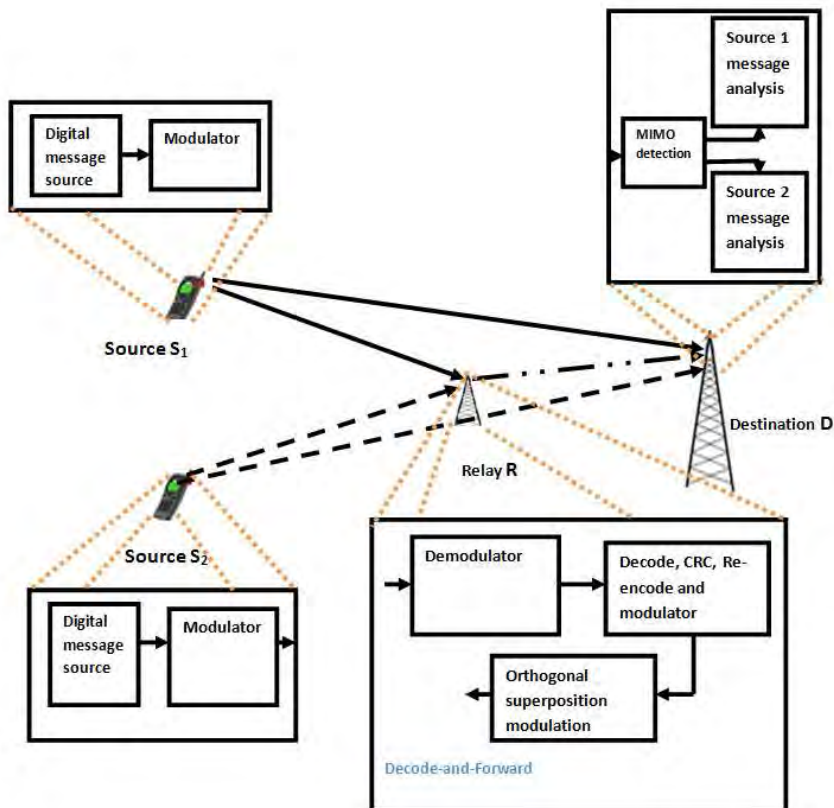 Source 1
message
analysis
MIMO
detection
Source 2
message
analysis
Digital
message
source
Modulator
Source S1
Destination D
Relay R
Source S2
Digital
message
source
Modulator
Demodulator
Decode, CRC, Re-
encode and
modulator
Orthogonal
superposition
modulation
Decode-and-Forward